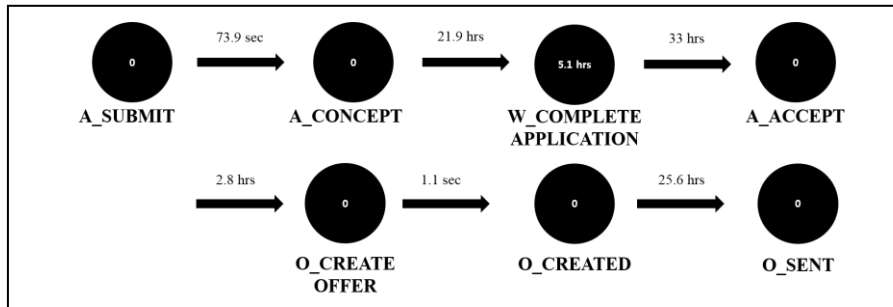 73.9 sec
21.9 hrs
33 hrs
0
0
5.1 hrs
0
A_SUBMIT
A_CONCEPT
W_COMPLETE
APPLICATION
A_ACCEPT
2.8 hrs
1.1 sec
25.6 hrs
0
0
0
O_CREATE
OFFER
O_CREATED
O_SENT